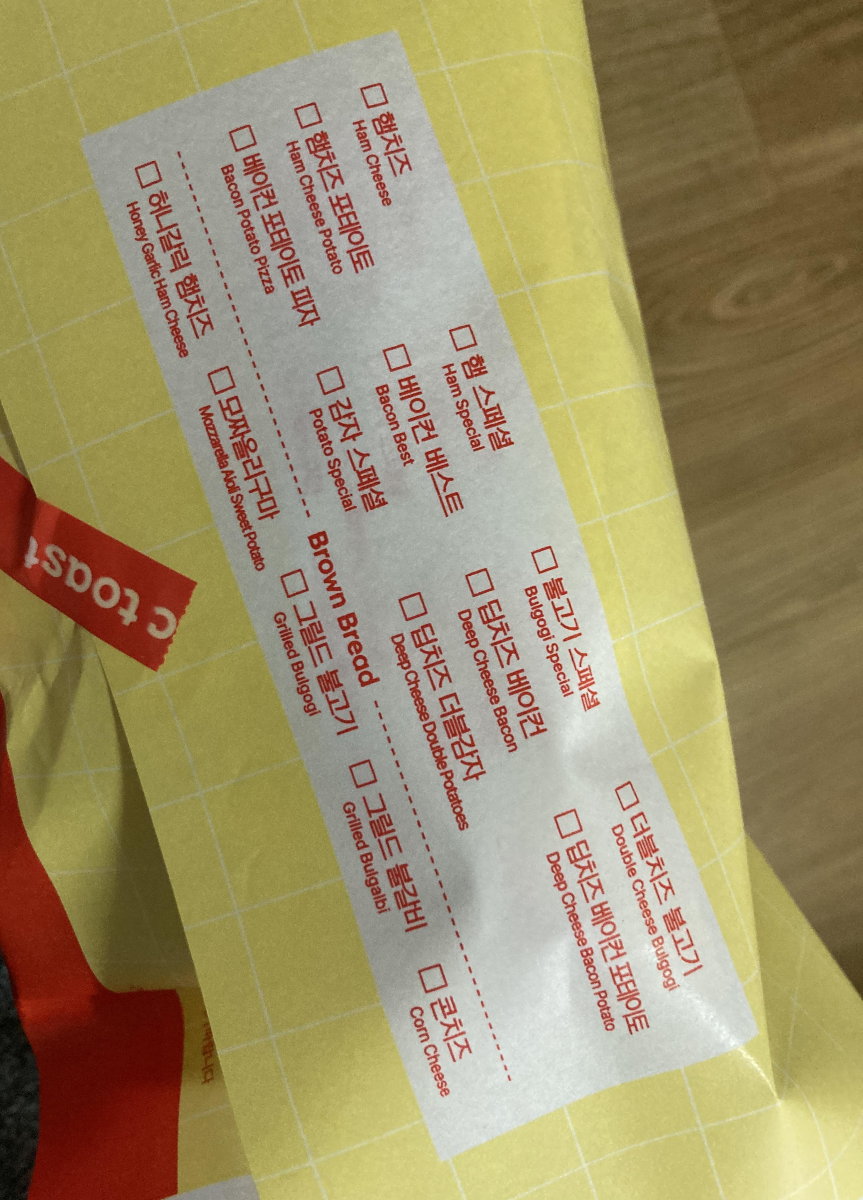 햄치즈
Ham Cheese
햄 스페셜
Ham Special
불고기 스페셜
Bulgogi Special
더블치즈 불고기
Double Cheese Bulgogi
햄치즈 포테이토
Ham Cheese Potato
베이컨 베스트
Bacon Best
딥치즈 베이컨
Deep Cheese Bacon
딥치즈 베이컨 포테이토
Deep Cheese Bacon Potato
베이컨 포테이토 피자
Bacon Potato Pizza
감자 스페셜
Potato Special
딥치즈 더블감자
Deep Cheese Double Potatoes
Brown Bread
허니갈릭 햄치즈
Honey Garlic Ham Cheese
모짜올리구마
Mozzarella Aioli Sweet Potato
그릴드 불고기
Grilled Bulgogi
그릴드 불갈비
Grilled Bulgalbi
콘치즈
Corn Cheese
c toast